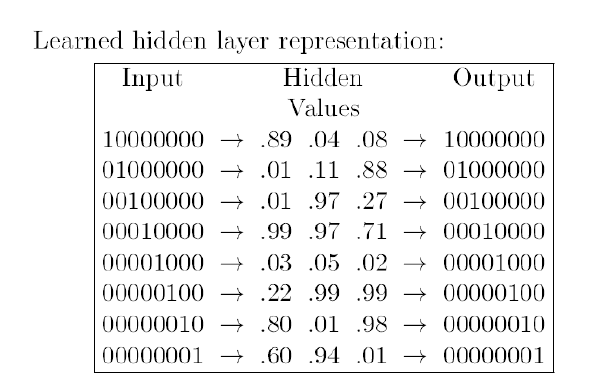 Learned hidden layer representation:
Input Hidden Output
Values
10000000 → .89 .04 .08 → 10000000
01000000 → .01 .11 .88 → 01000000
00100000 → .01 .97 .27 → 00100000
00010000 → .99 .97 .71 → 00010000
00001000 → .03 .05 .02 → 00001000
00000100 → .22 .99 .99 → 00000100
00000010 → .80 .01 .98 → 00000010
00000001 → .60 .94 .01 → 00000001